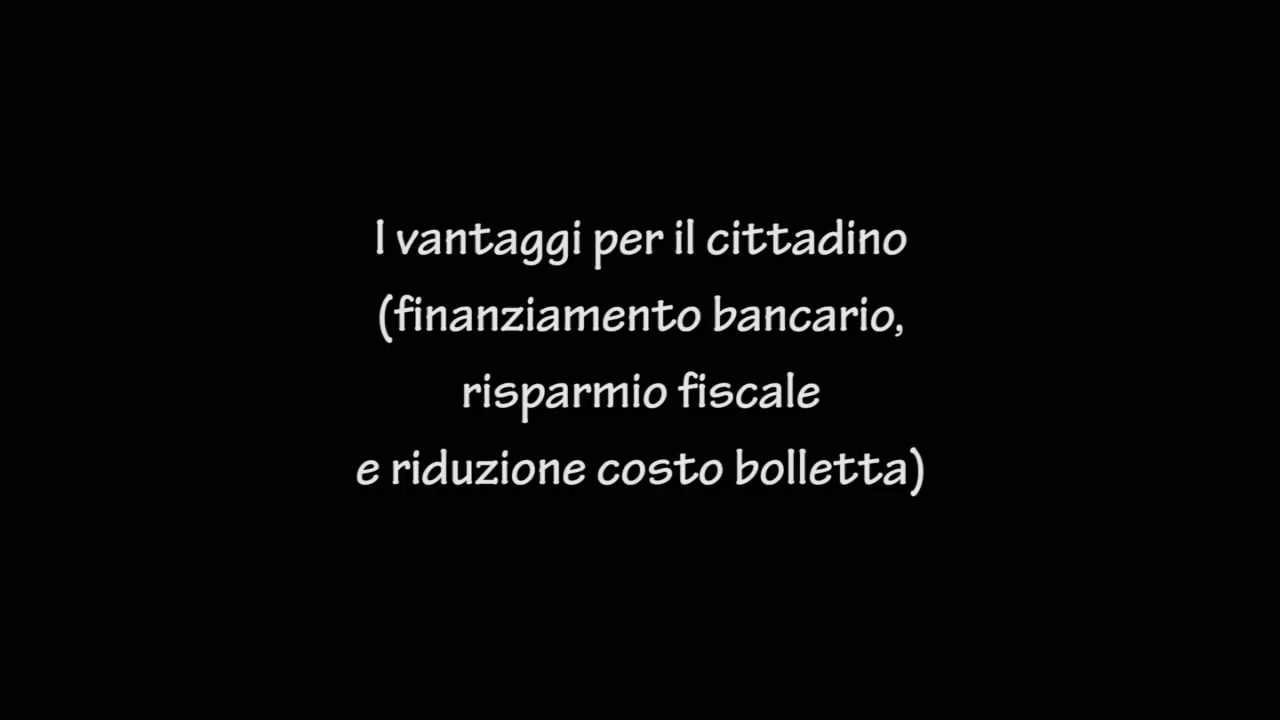 I vantaggi per il cittadino
(finanziamento bancario,
risparmio fiscale
e riduzione costo bolletta)